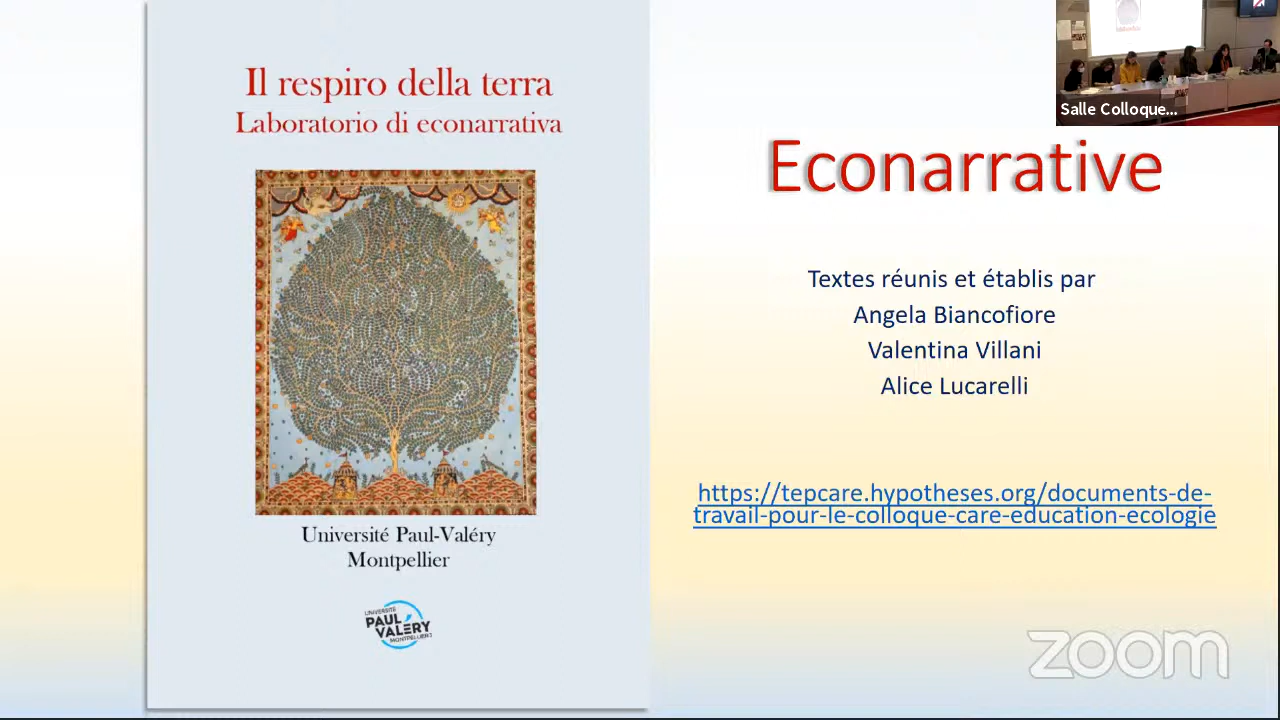 Il respiro della terra
Laboratorio di econarrativa
Université Paul-Valéry
Montpellier
UNIVERSITÉ
PAUL
VALÉRY
MONTPELLIER 3
Salle Colloque...
Econarrative
Textes réunis et établis par
Angela Biancofiore
Valentina Villani
Alice Lucarelli
https://tepcare.hypotheses.org/documents-de-
travail-pour-le-colloque-care-education-ecologie
zoom